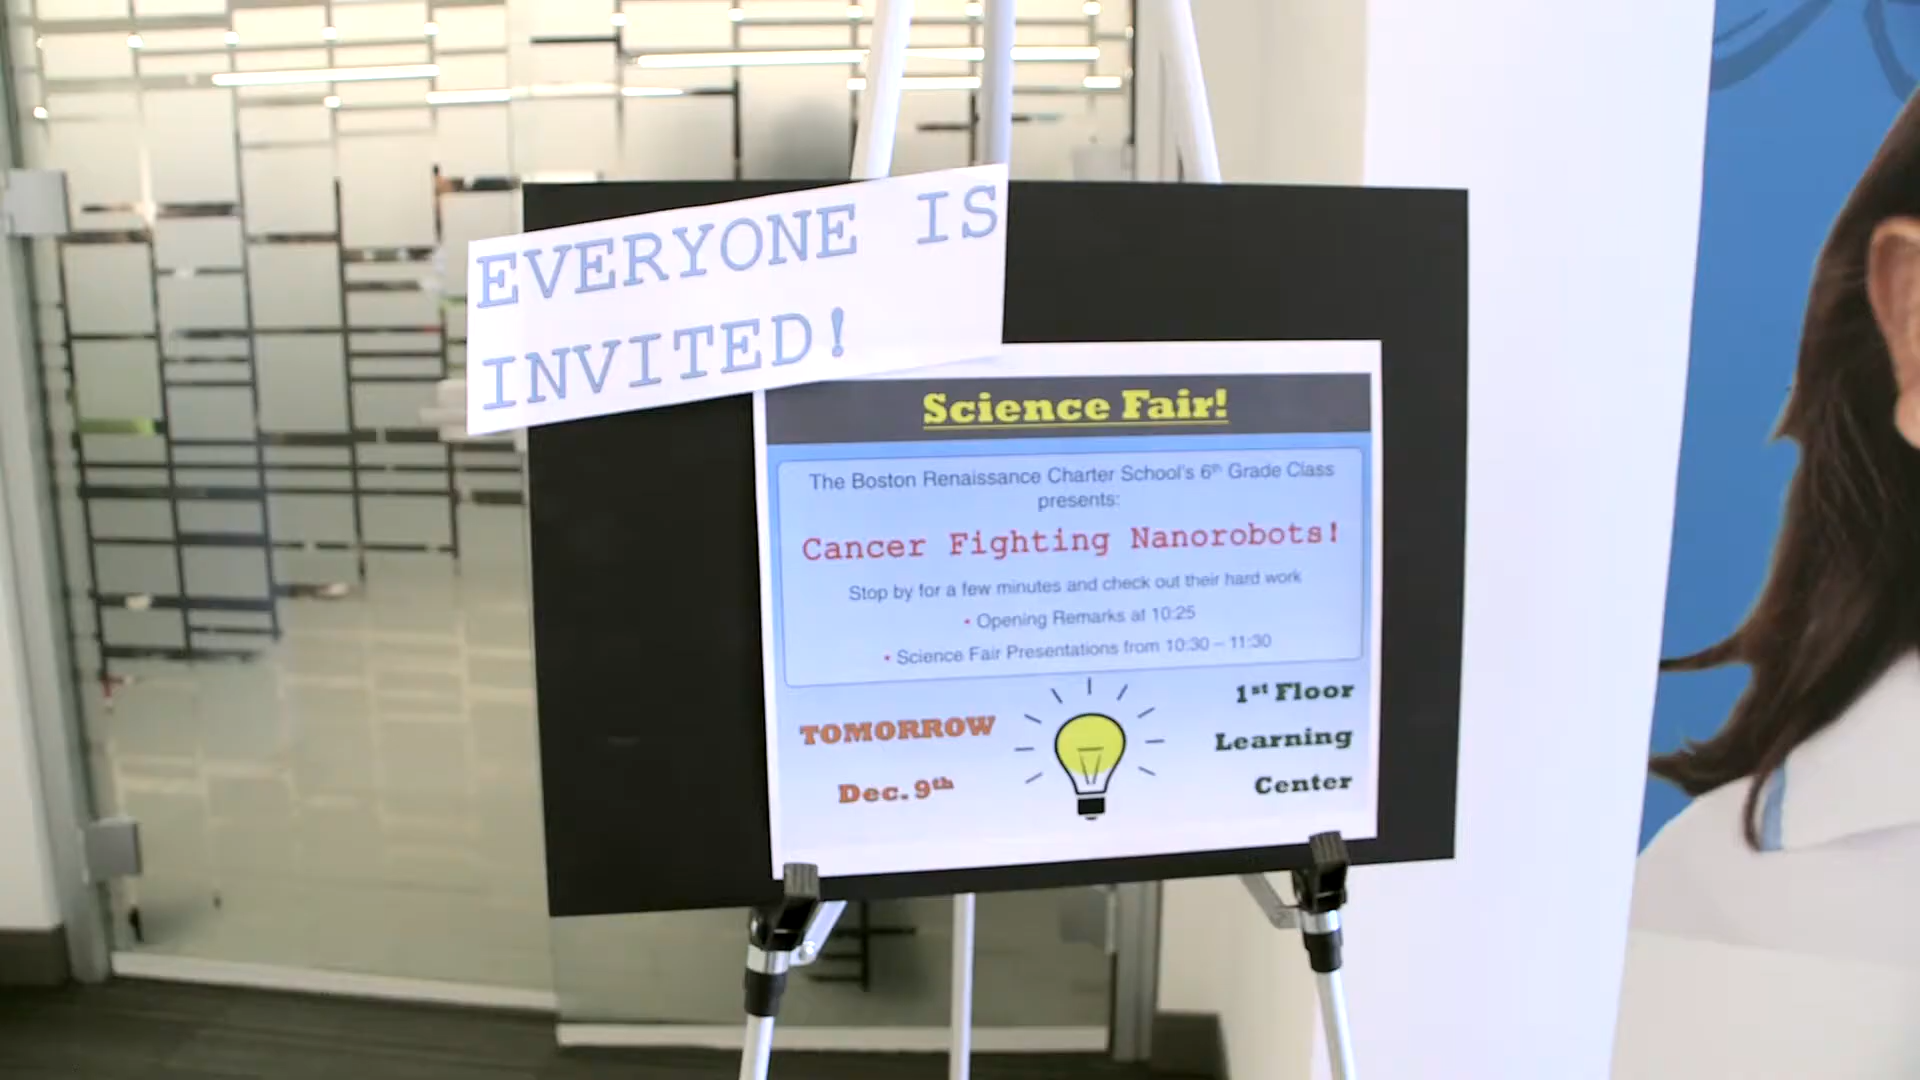 EVERYONE IS
INVITED!
Science Fair!
The Boston Renaissance Charter School's 6th Grade Class
presents:
Cancer Fighting Nanorobots!
Stop by for a few minutes and check out their hard work
• Opening Remarks at 10:25
• Science Fair Presentations from 10:30 – 11:30
TOMORROW
Dec. 9th
1st Floor
Learning
Center